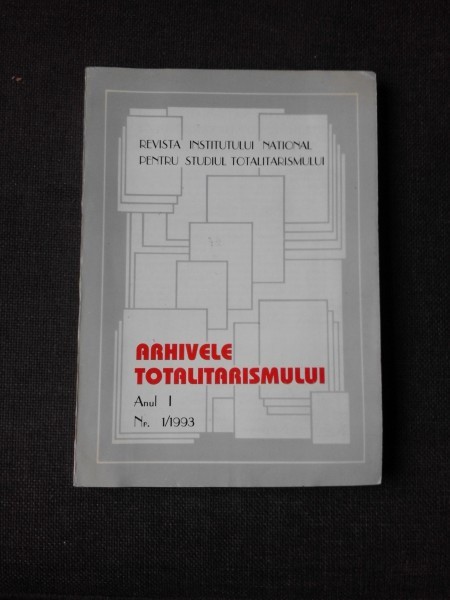 REVISTA INSTITUTULUI NATIONAL
PENTRU STUDIUL TOTALITARISMULUI
ARHIVELE
TOTALITARISMULUI
Anul I
Nr. 1/1993